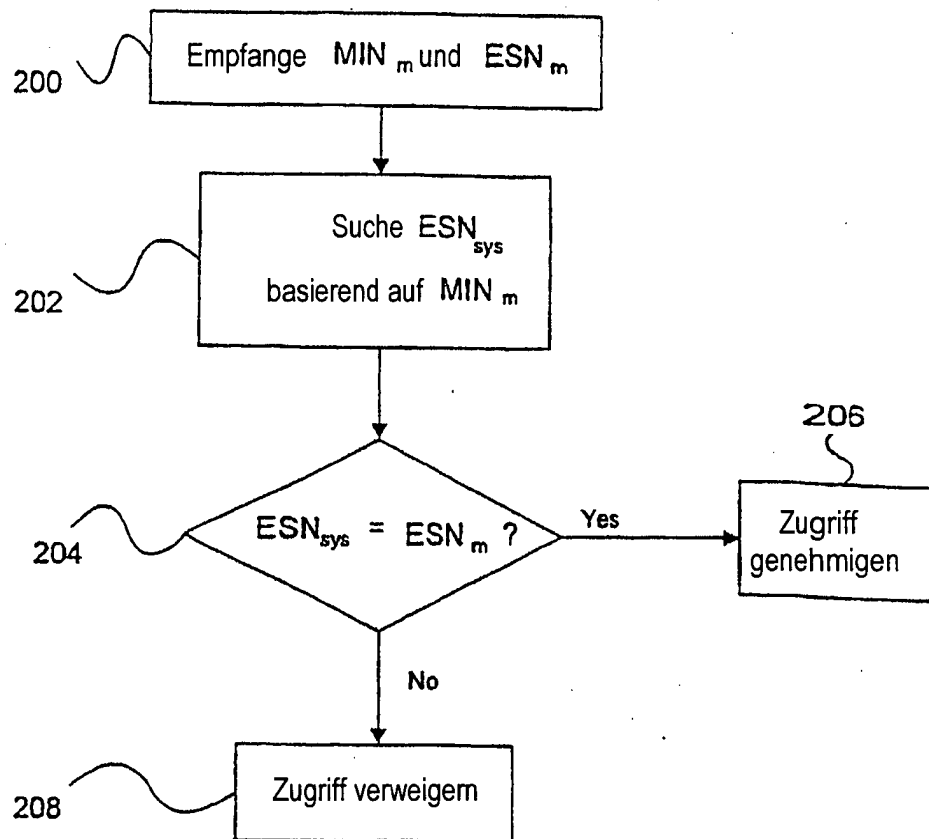 200
Empfange MIN m und ESN m
202
Suche ESN sys
basierend auf MIN m
204
ESN sys = ESN m ?
Yes
206
Zugriff
genehmigen
No
208
Zugriff verweigern